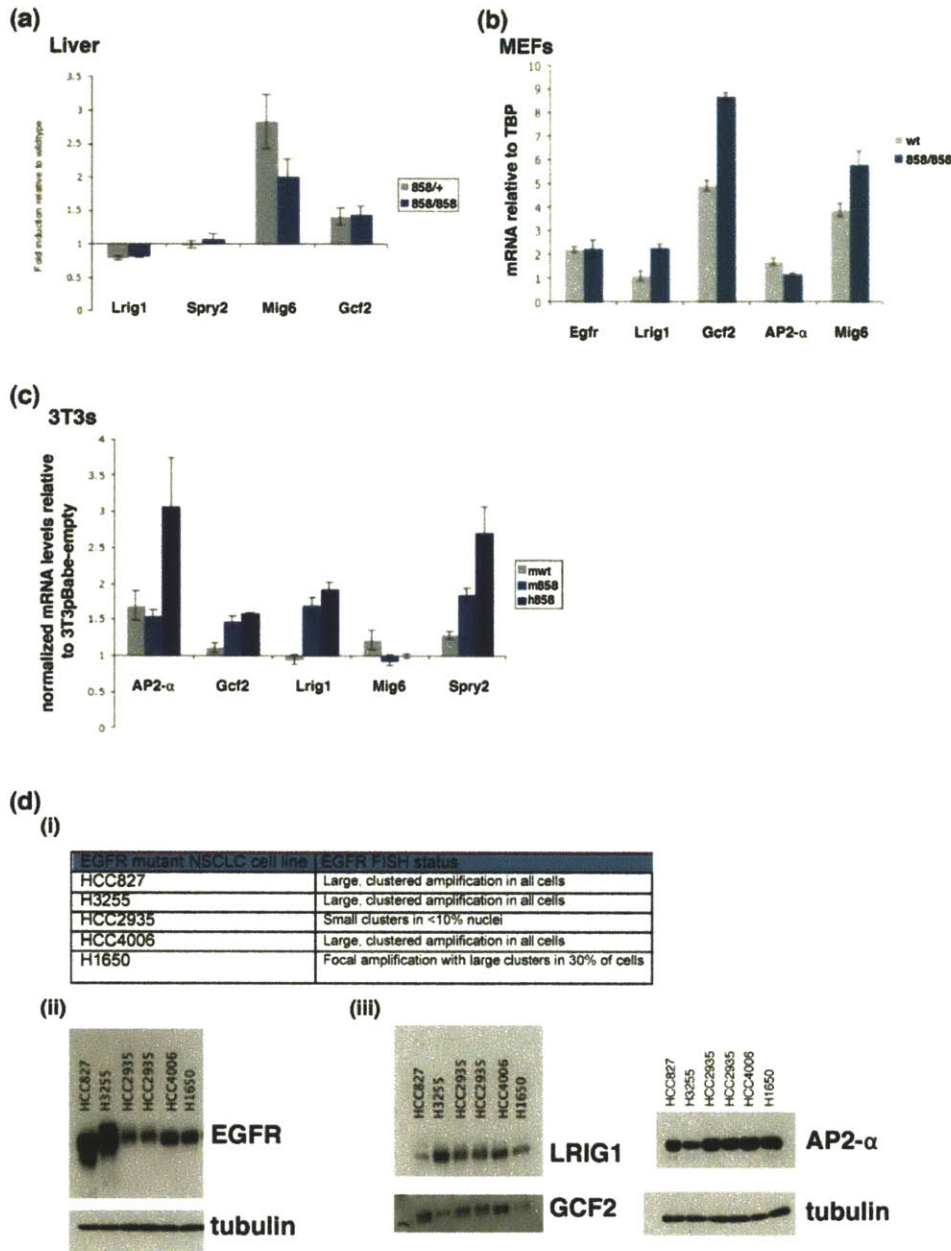 (a)
Liver
Fold induction relative to wildtype
3.5
3
2.5
2
1.5
1
0.5
0
Lrig1 Spry2 Mig6 Gcf2
858/+
858/858
(b)
MEFs
mRNA relative to TBP
10
9
8
7
6
5
4
3
2
1
0
Egfr Lrig1 Gcf2 AP2-α Mig6
wt
858/858
(c)
3T3s
normalized mRNA levels relative
to 3T3pBabe-empty
4
3.5
3
2.5
2
1.5
1
0.5
0
AP2-α Gcf2 Lrig1 Mig6 Spry2
mwt
m858
h858
(d)
(i)
EGFR mutant NSCLC cell line EGFR FISH status
HCC827 Large, clustered amplification in all cells
H3255 Large, clustered amplification in all cells
HCC2935 Small clusters in <10% nuclei
HCC4006 Large, clustered amplification in all cells
H1650 Focal amplification with large clusters in 30% of cells
(ii)
HCC827 H3255 HCC2935 HCC2935 HCC4006 H1650
EGFR
tubulin
(iii)
HCC827 H3255 HCC2935 HCC2935 HCC4006 H1650
LRIG1
GCF2
HCC827 H3255 HCC2935 HCC2935 HCC4006 H1650
AP2-α
tubulin